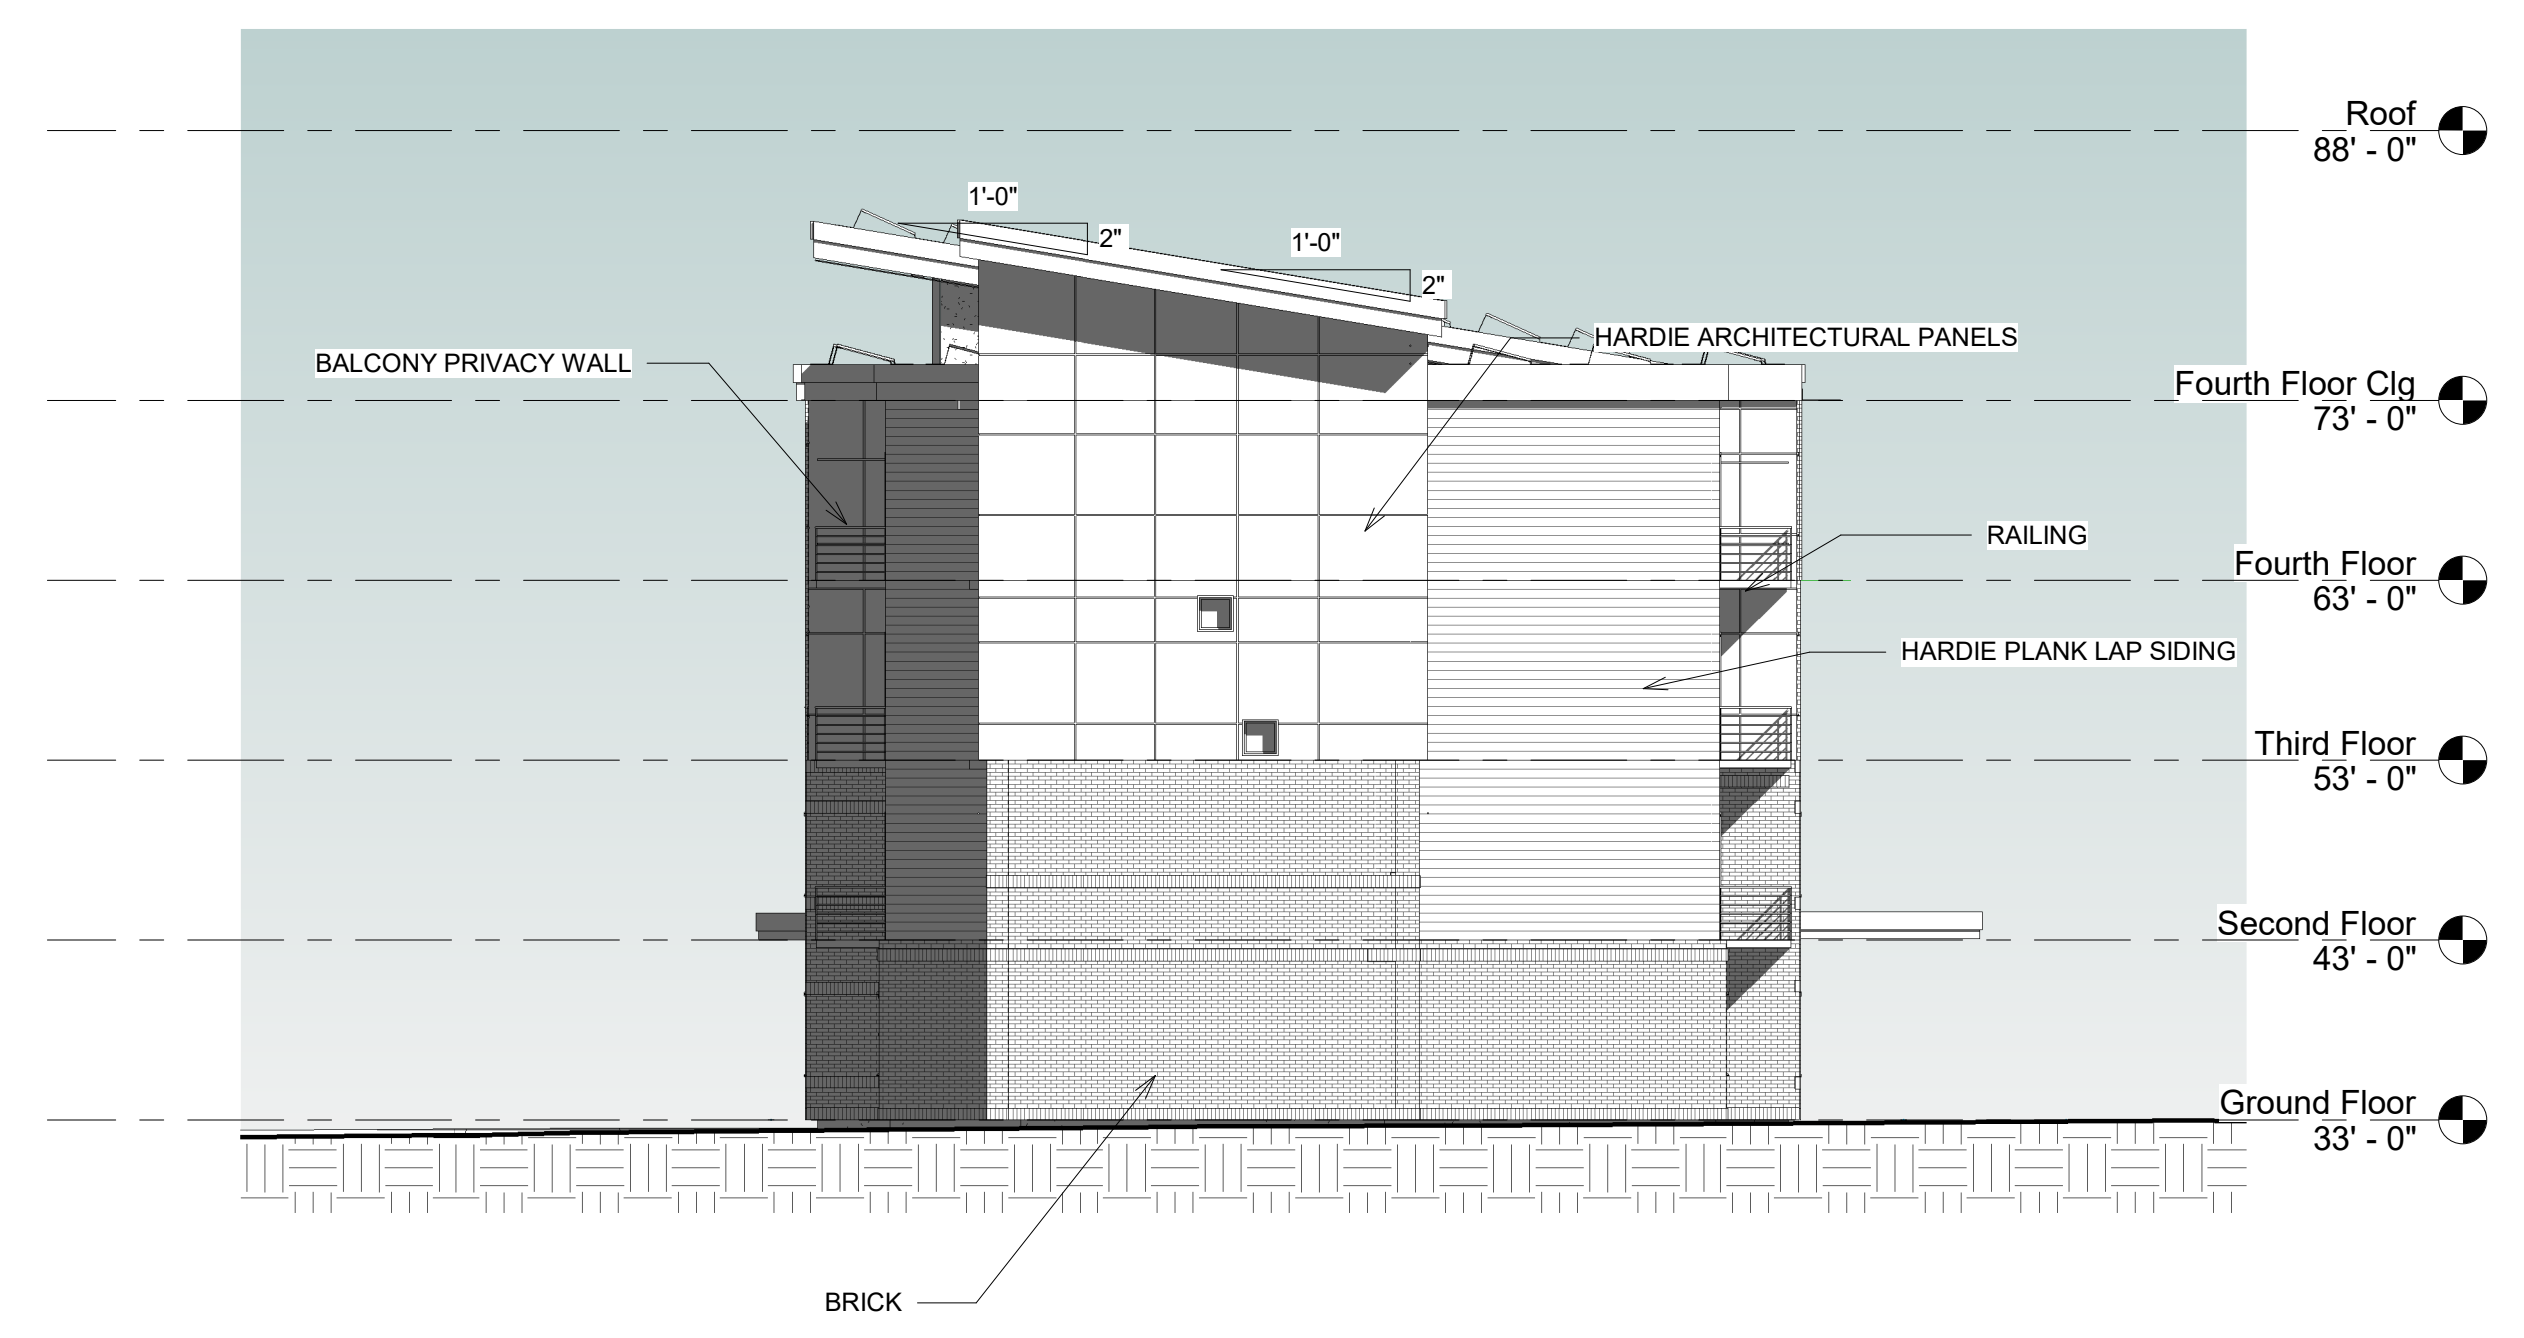 Roof
88' - 0"
1'-0"
2"
1'-0"
2"
HARDIE ARCHITECTURAL PANELS
BALCONY PRIVACY WALL
Fourth Floor Clg
73' - 0"
RAILING
Fourth Floor
63' - 0"
HARDIE PLANK LAP SIDING
Third Floor
53' - 0"
Second Floor
43' - 0"
Ground Floor
33' - 0"
BRICK